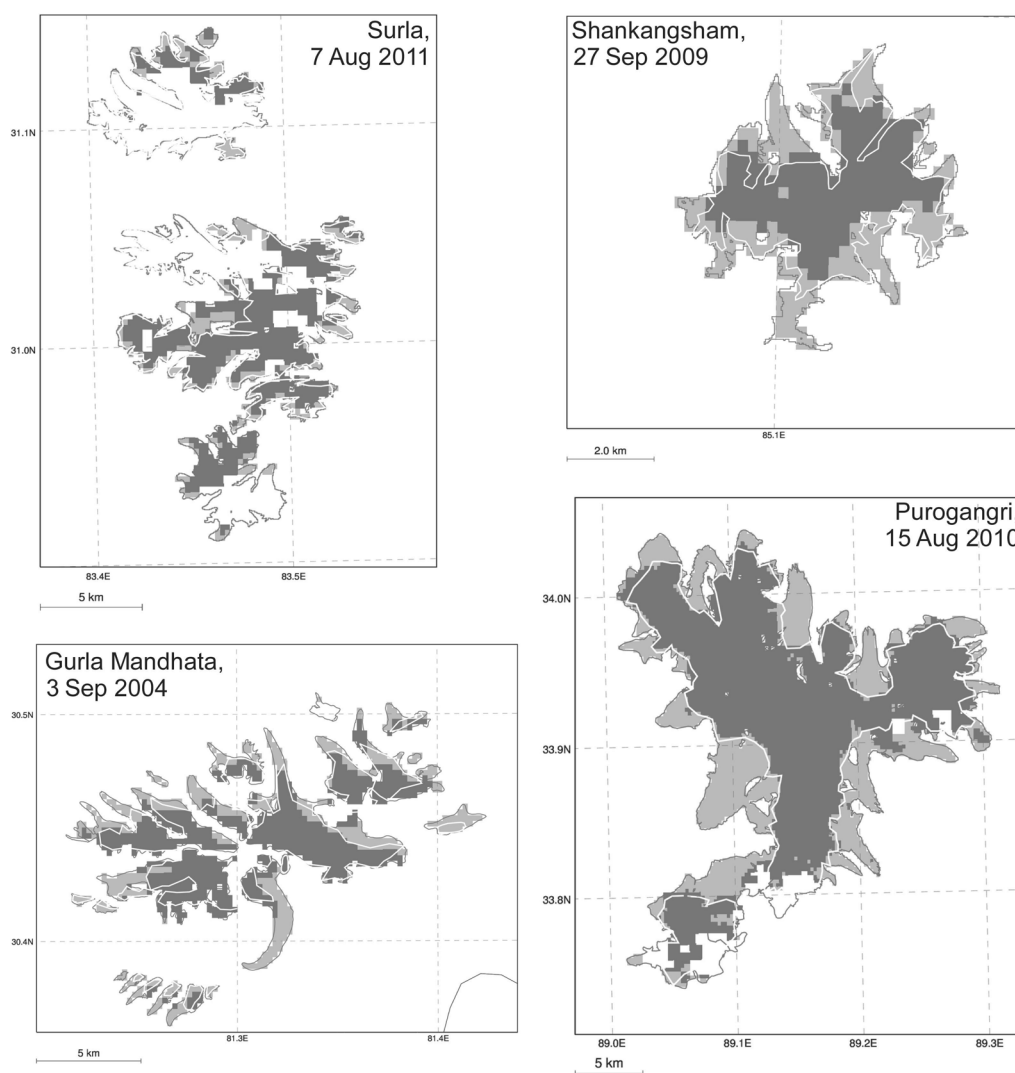 Surla,
7 Aug 2011
31.1N
31.0N
83.4E
83.5E
5 km
Shankangsham,
27 Sep 2009
85.1E
2.0 km
Gurla Mandhata,
3 Sep 2004
30.5N
30.4N
81.3E
81.4E
5 km
Purogangri,
15 Aug 2010
34.0N
33.9N
33.8N
89.0E
89.1E
89.2E
89.3E
5 km